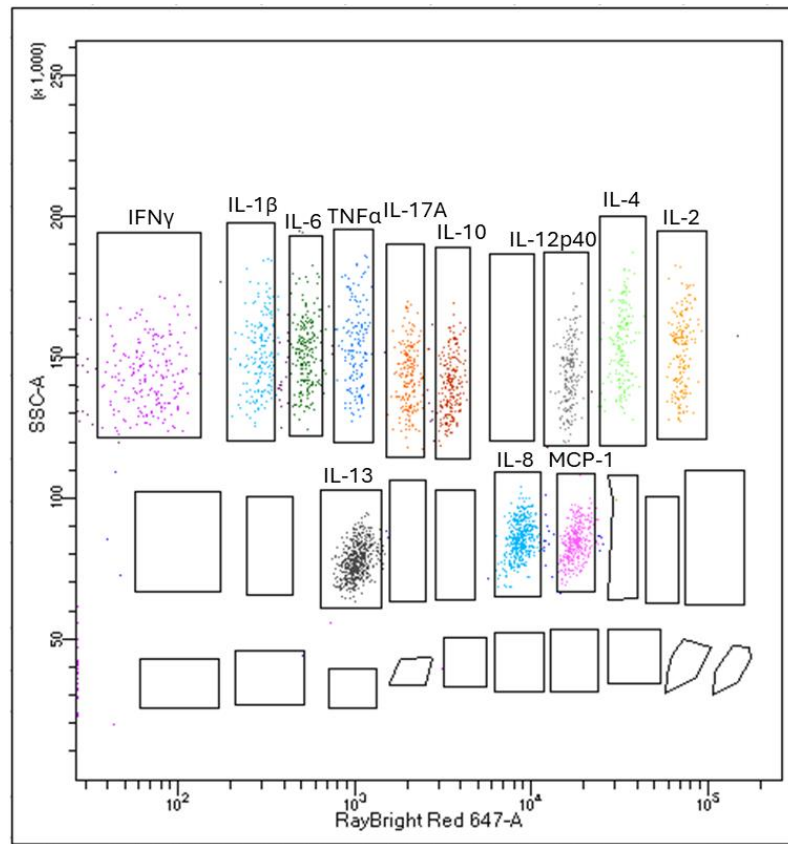 (x 1,000)
250
200
150
100
50
SSC-A
IFNγ
IL-1β
IL-6
TNFα
IL-17A
IL-10
IL-12p40
IL-4
IL-2
IL-13
IL-8
MCP-1
10²
10³
10⁴
10⁵
RayBright Red 647-A